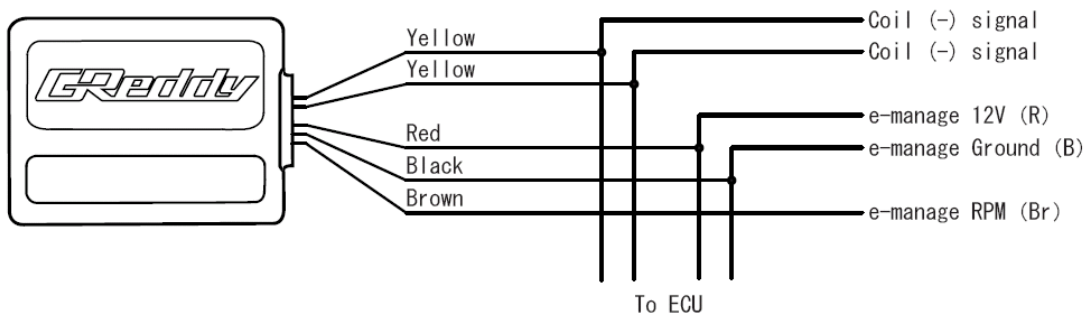 Coil (-) signal
Yellow
Coil (-) signal
Yellow
GReddy
e-manage 12V (R)
Red
e-manage Ground (B)
Black
Brown
e-manage RPM (Br)
To ECU